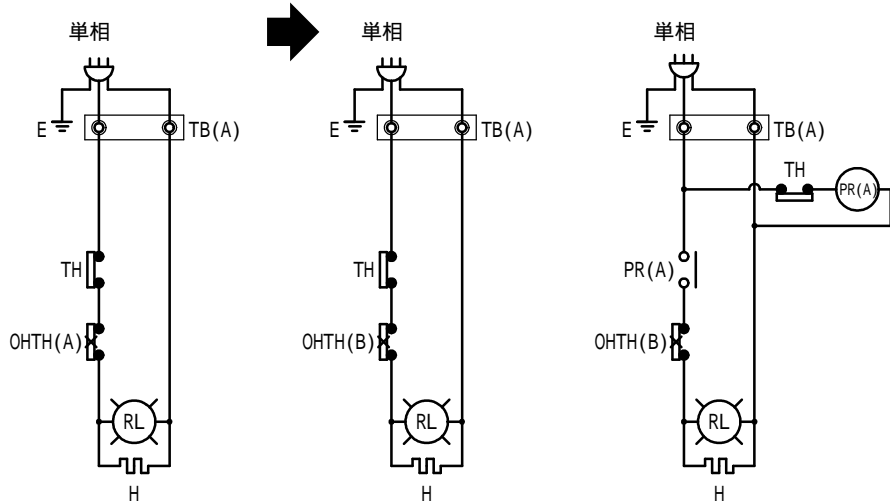 単相
E
TB(A)
TH
OHTH(A)
RL
H
単相
E
TB(A)
TH
OHTH(B)
RL
H
単相
E
TB(A)
TH
PR(A)
PR(A)
OHTH(B)
RL
H